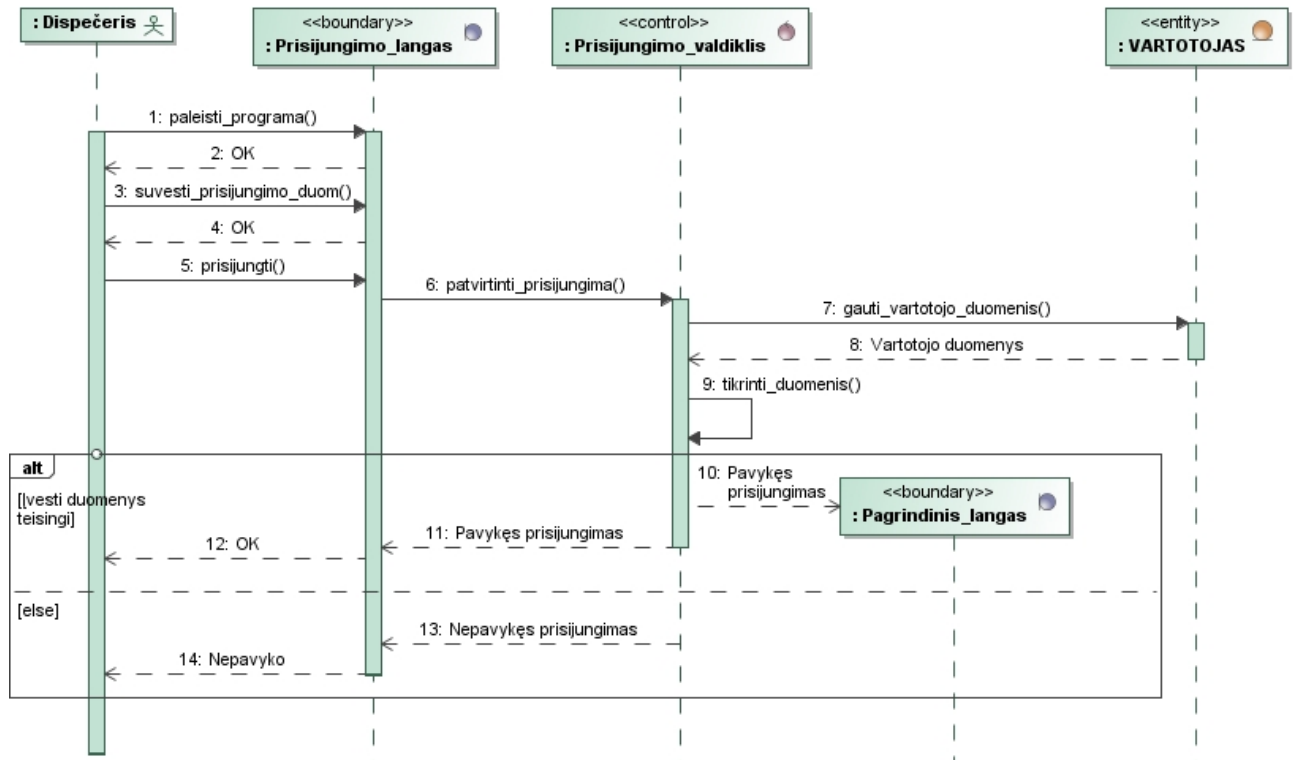 : Dispečeris
<<boundary>>
: Prisijungimo_langas
<<control>>
: Prisijungimo_valdiklis
<<entity>>
: VARTOTOJAS
1: paleisti_programa()
2: OK
3: suvesti_prisijungimo_duom()
4: OK
5: prisijungti()
6: patvirtinti_prisijungima()
7: gauti_vartotojo_duomenis()
8: Vartotojo duomenys
9: tikrinti_duomenis()
alt
[Įvesti duomenys
teisingi]
10: Pavykęs
prisijungimas
<<boundary>>
: Pagrindinis_langas
11: Pavykęs prisijungimas
12: OK
[else]
13: Nepavykęs prisijungimas
14: Nepavyko